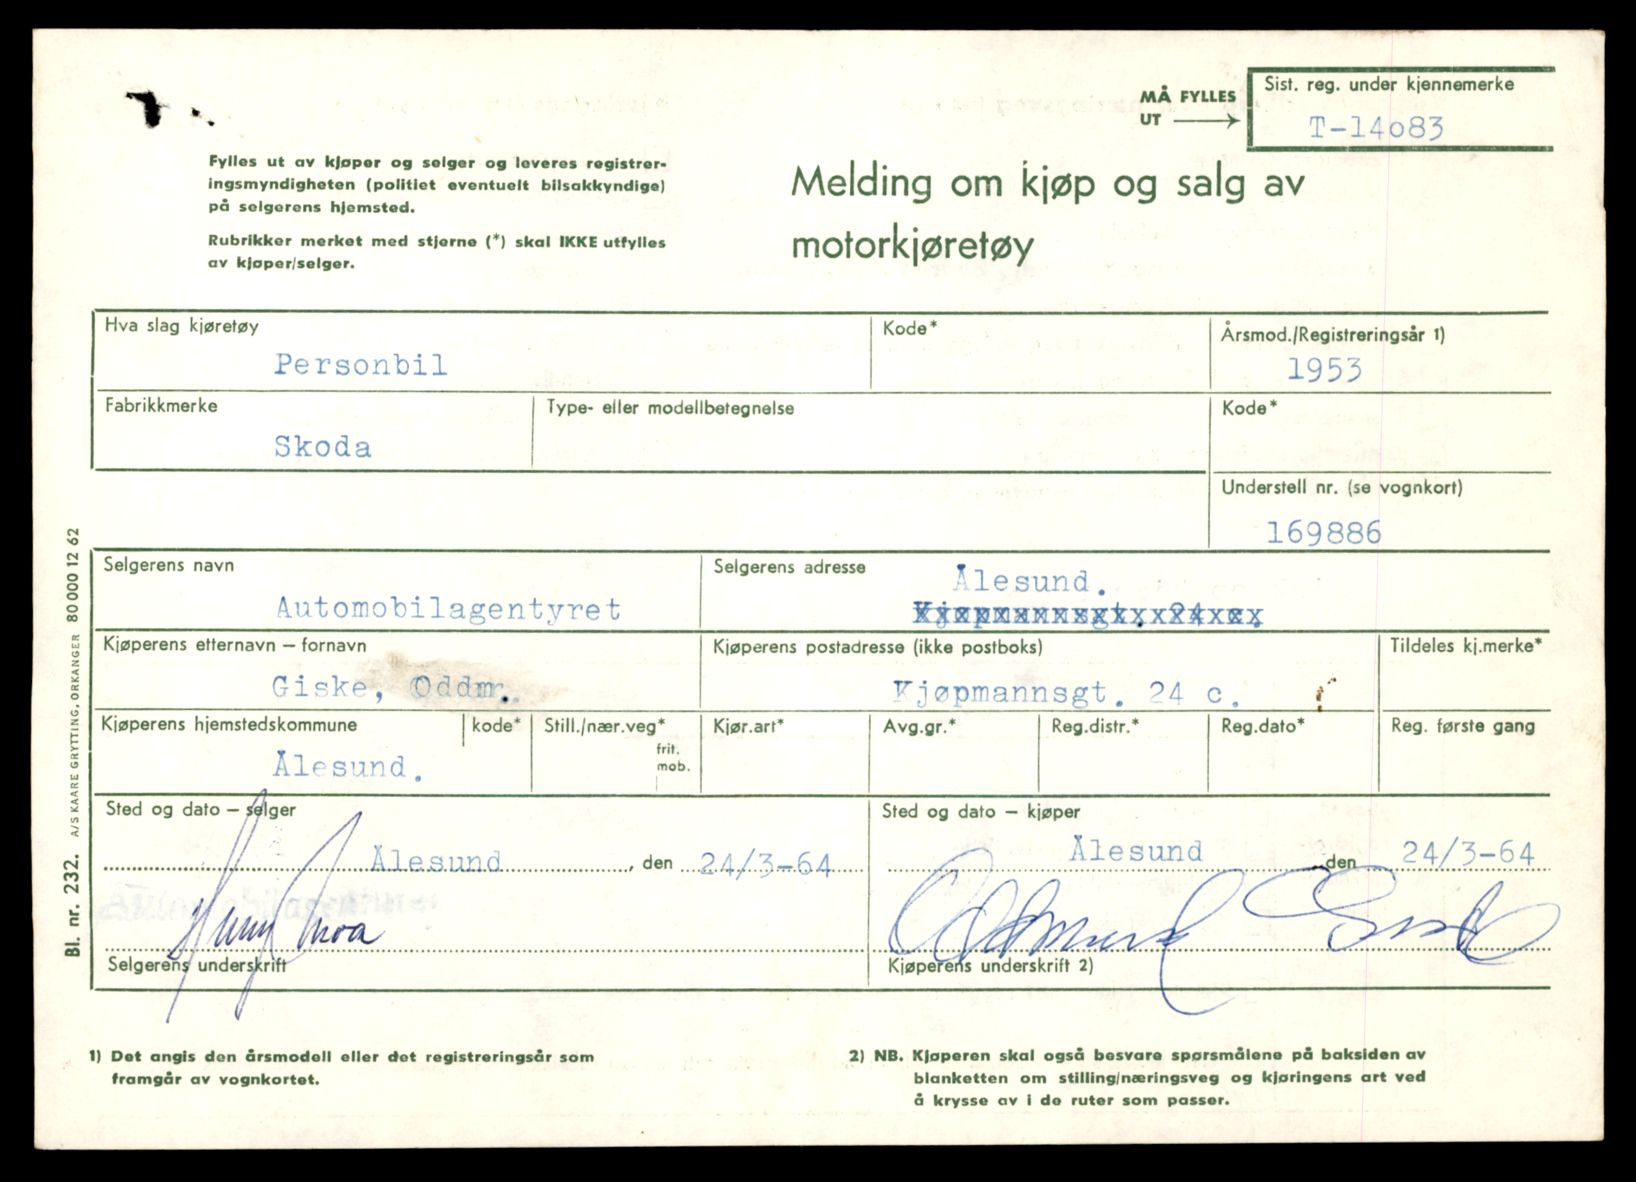 MÅ FYLLES
UT
Sist. reg. under kjennemerke
T-14o83
Fylles ut av kjøper og selger og leveres registrer-
ingsmyndigheten (politiet eventuelt bilsakkyndige)
på selgerens hjemsted.
Rubrikker merket med stjerne (*) skal IKKE utfylles
av kjøper/selger.
Melding om kjøp og salg av
motorkjøretøy
Hva slag kjøretøy
Personbil
Kode*
Årsmod./Registreringsår 1)
1953
Fabrikkmerke
Skoda
Type- eller modellbetegnelse
Kode*
Understell nr. (se vognkort)
169886
Selgerens navn
Automobilagentyret
Selgerens adresse
Ålesund.
Kjøpmannsgt. 24 c.
Kjøperens etternavn – fornavn
Giske, Oddm.
Kjøperens postadresse (ikke postboks)
Kjøpmannsgt. 24 c.
Tildeles kj.merke*
Kjøperens hjemstedskommune
Ålesund.
kode*
Still./nær.veg*
frit.
mob.
Kjør.art*
Avg.gr.*
Reg.distr.*
Reg.dato*
Reg. første gang
Sted og dato – selger
Ålesund, den 24/3-64
Selgerens underskrift
Sted og dato – kjøper
Ålesund den 24/3-64
Kjøperens underskrift 2)
1) Det angis den årsmodell eller det registreringsår som
framgår av vognkortet.
2) NB. Kjøperen skal også besvare spørsmålene på baksiden av
blanketten om stilling/næringsveg og kjøringens art ved
å krysse av i de ruter som passer.
Bl. nr. 232. A/S KAARE GRYTTING, ORKANGER 80 000 12 62